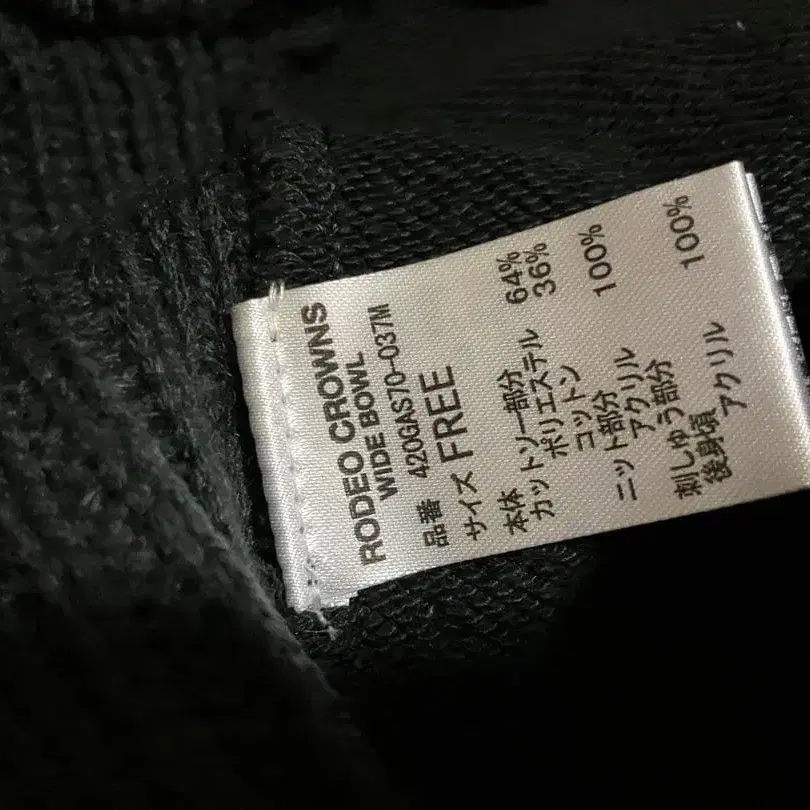 RODEO CROWNS
WIDE BOWL
品番 420GAS70-037M
サイズ FREE
本体
カットソー部分
ポリエステル 64%
コットン 36%
ニット部分
アクリル 100%
刺しゅう部分
後身頃
アクリル 100%